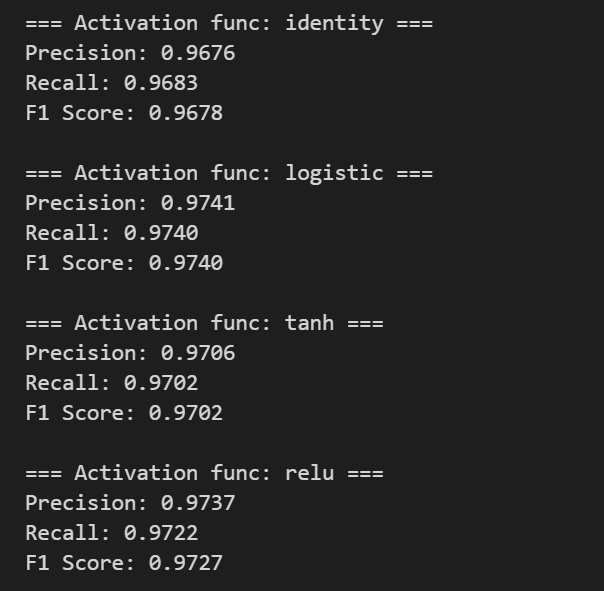 === Activation func: identity ===
Precision: 0.9676
Recall: 0.9683
F1 Score: 0.9678
=== Activation func: logistic ===
Precision: 0.9741
Recall: 0.9740
F1 Score: 0.9740
=== Activation func: tanh ===
Precision: 0.9706
Recall: 0.9702
F1 Score: 0.9702
=== Activation func: relu ===
Precision: 0.9737
Recall: 0.9722
F1 Score: 0.9727